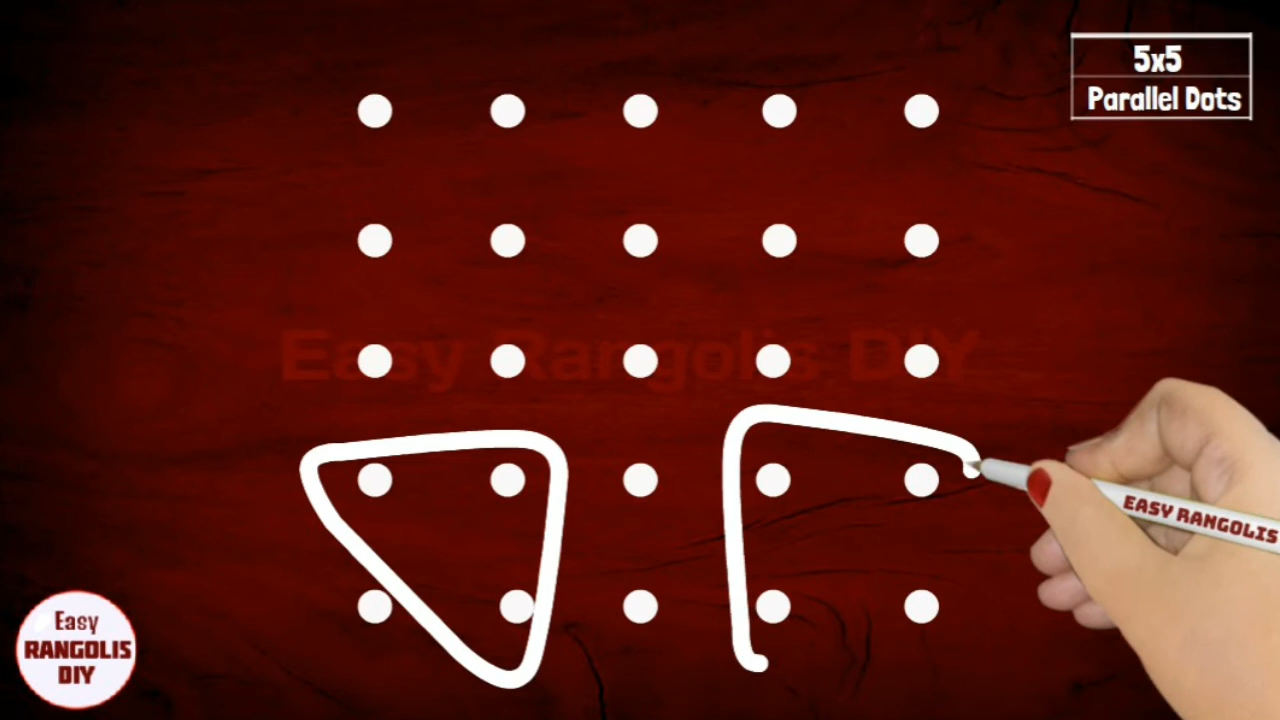 5x5
Parallel Dots
Easy Rangolis DIY
EASY RANGOLIS
Easy
RANGOLIS
DIY